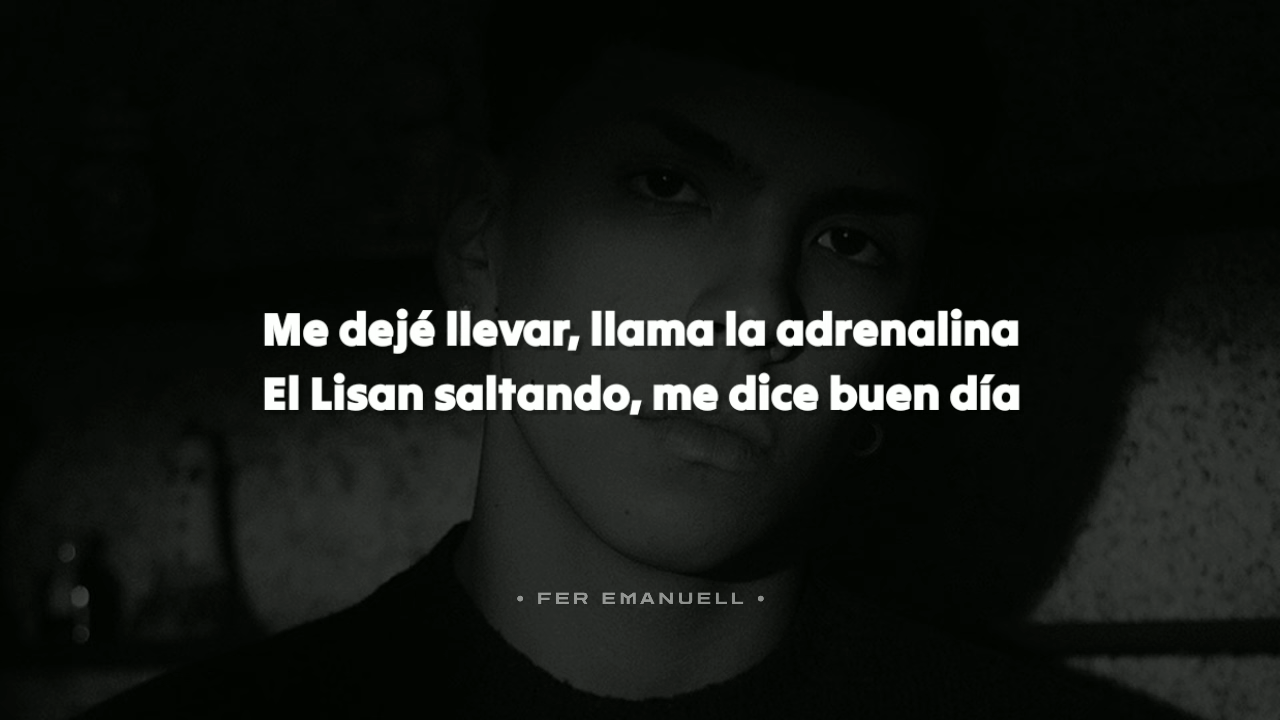 Me dejé llevar, llama la adrenalina
El Lisan saltando, me dice buen día
• FER EMANUELL •